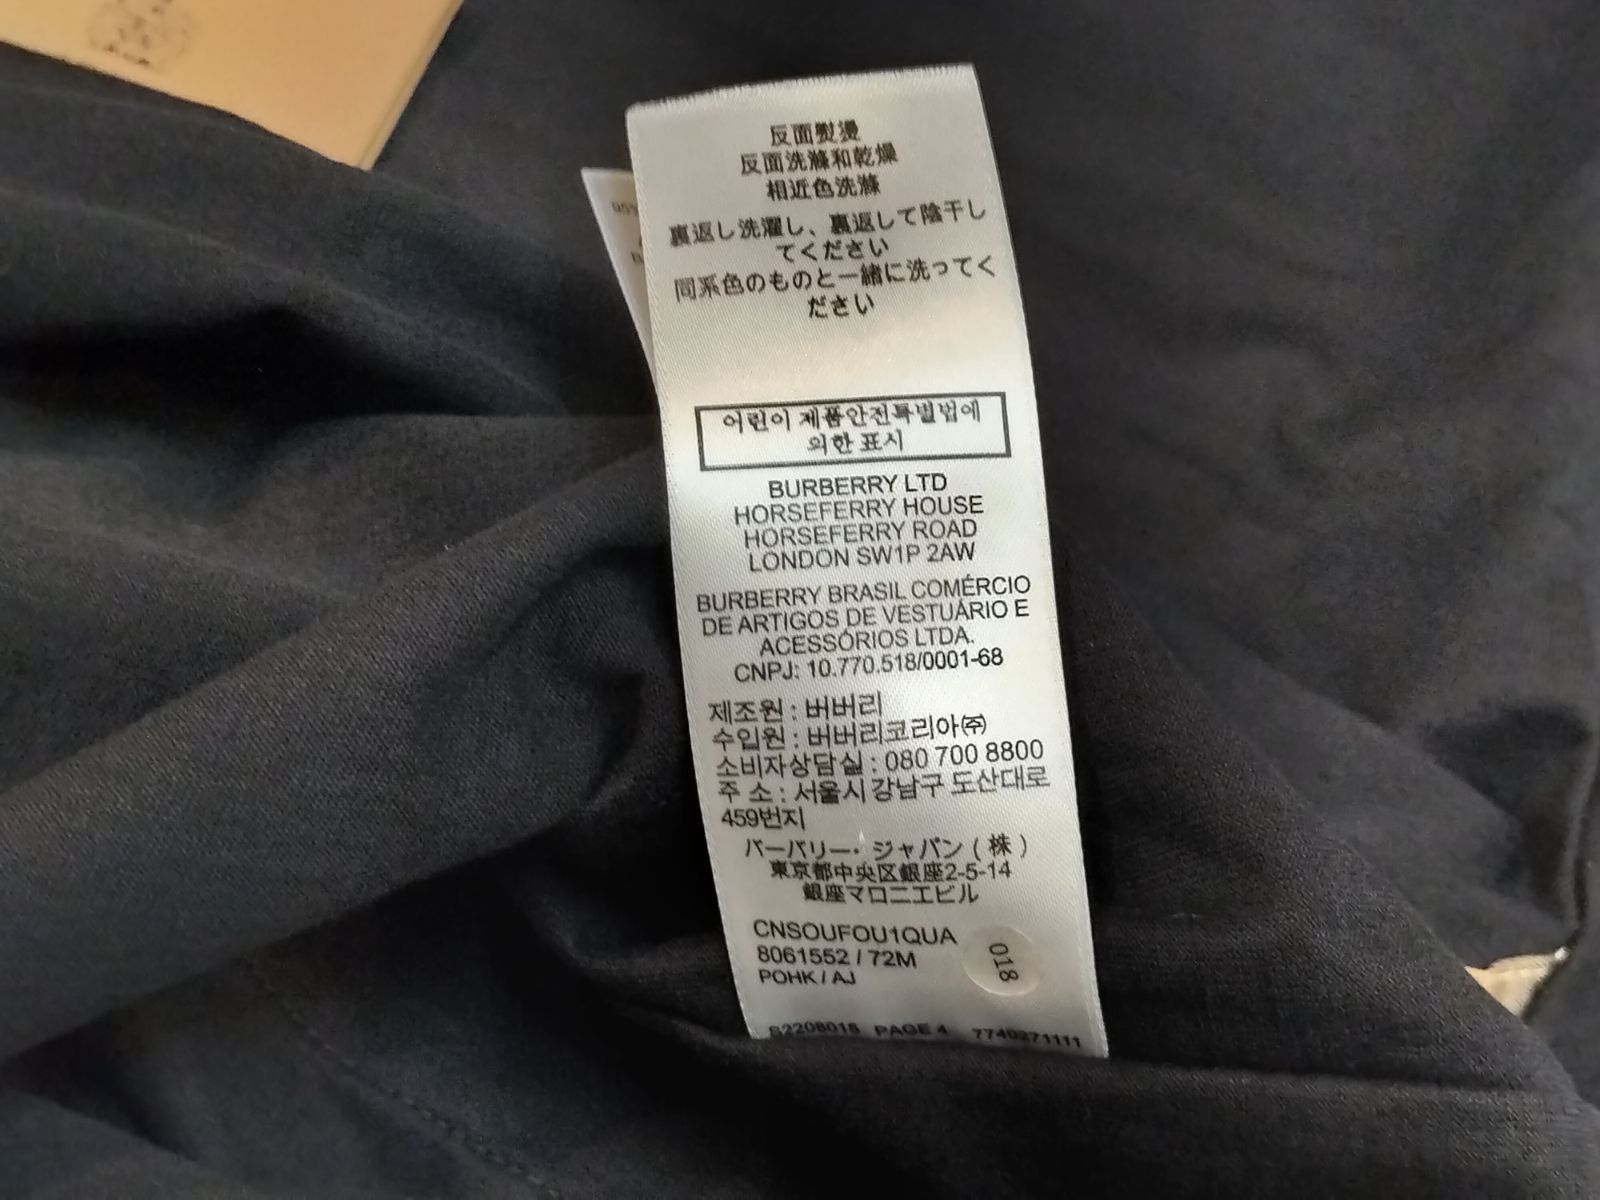 反面熨燙
反面洗滌和乾燥
相近色洗滌
裏返し洗濯し、裏返して陰干し
てください
同系色のものと一緒に洗ってく
ださい
어린이 제품안전특별법에
의한 표시
BURBERRY LTD
HORSEFERRY HOUSE
HORSEFERRY ROAD
LONDON SW1P 2AW
BURBERRY BRASIL COMÉRCIO
DE ARTIGOS DE VESTUÁRIO E
ACESSÓRIOS LTDA.
CNPJ: 10.770.518/0001-68
제조원 : 버버리
수입원 : 버버리코리아㈜
소비자상담실 : 080 700 8800
주 소 : 서울시 강남구 도산대로
459번지
バーバリー・ジャパン ( 株 )
東京都中央区銀座2-5-14
銀座マロニエビル
CNSOUFOU1QUA
8061552 / 72M
POHK / AJ
018
S2208018 PAGE 4 7740271111